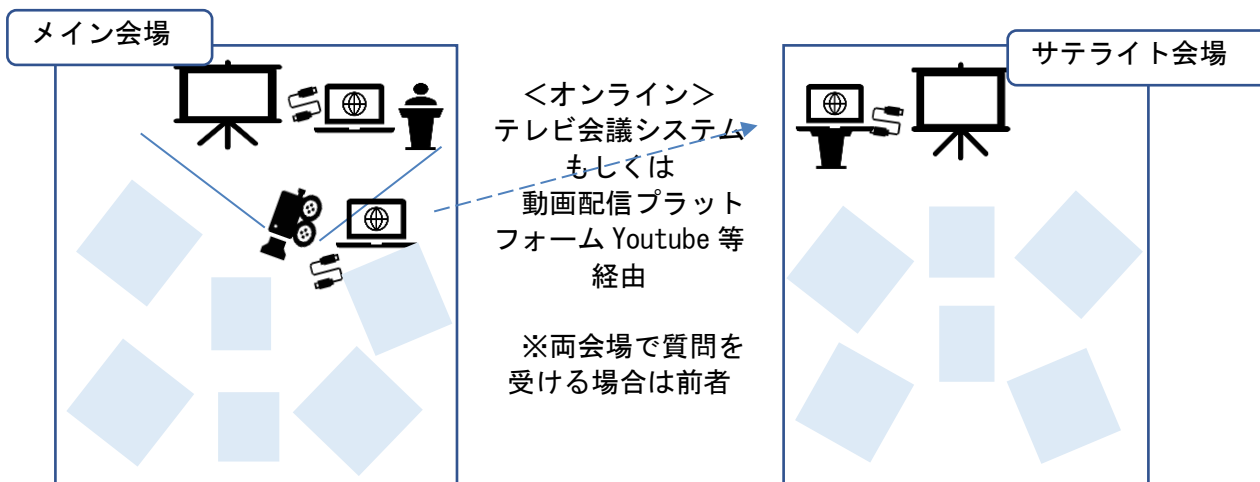 メイン会場
サテライト会場
＜オンライン＞
テレビ会議システム
もしくは
動画配信プラット
フォーム Youtube 等
経由
※両会場で質問を
受ける場合は前者